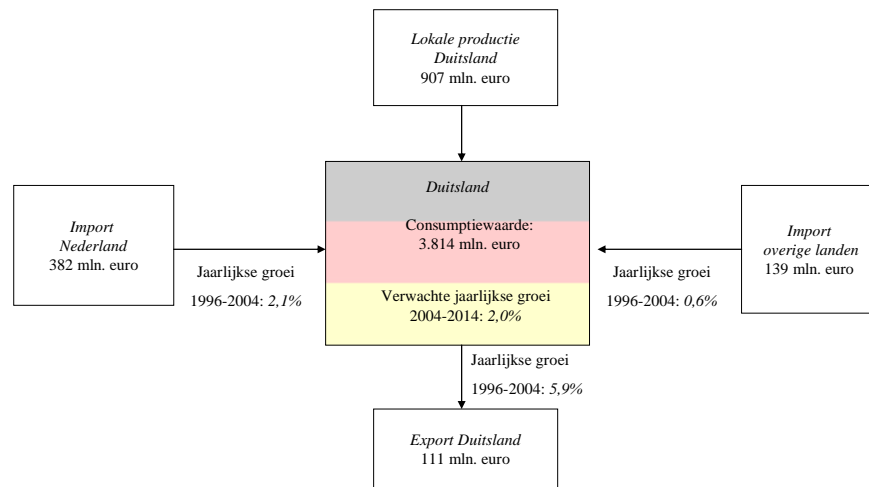 Lokale productie
Duitsland
907 mln. euro
Duitsland
Consumptiewaarde:
3.814 mln. euro
Verwachte jaarlijkse groei
2004-2014: 2,0%
Import
Nederland
382 mln. euro
Jaarlijkse groei
1996-2004: 2,1%
Import
overige landen
139 mln. euro
Jaarlijkse groei
1996-2004: 0,6%
Jaarlijkse groei
1996-2004: 5,9%
Export Duitsland
111 mln. euro